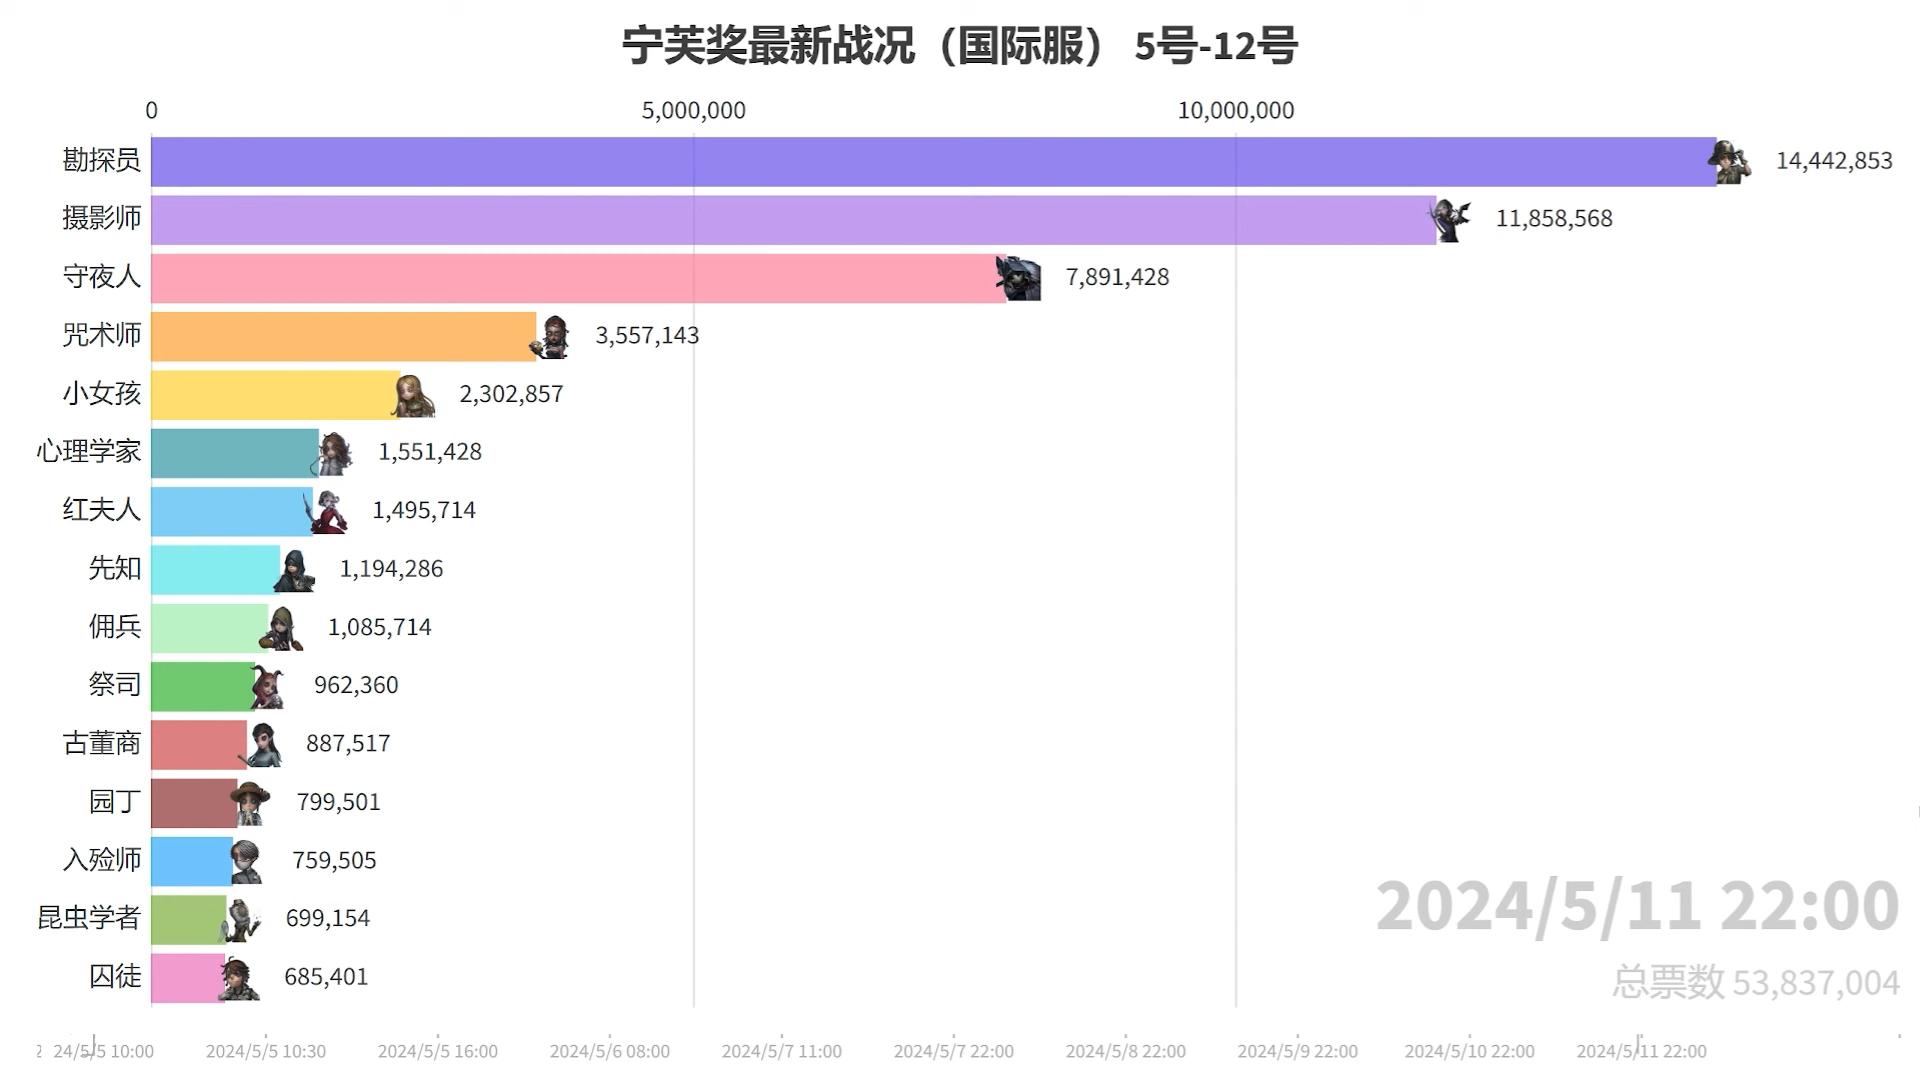 宁芙奖最新战况（国际服） 5号-12号
0 5,000,000 10,000,000
勘探员 14,442,853
摄影师 11,858,568
守夜人 7,891,428
咒术师 3,557,143
小女孩 2,302,857
心理学家 1,551,428
红夫人 1,495,714
先知 1,194,286
佣兵 1,085,714
祭司 962,360
古董商 887,517
园丁 799,501
入殓师 759,505
昆虫学者 699,154
囚徒 685,401
2024/5/11 22:00
总票数 53,837,004
2 24/5/5 10:00 2024/5/5 10:30 2024/5/5 16:00 2024/5/6 08:00 2024/5/7 11:00 2024/5/7 22:00 2024/5/8 22:00 2024/5/9 22:00 2024/5/10 22:00 2024/5/11 22:00